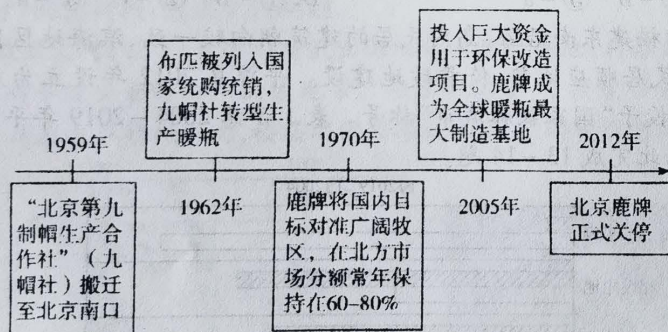 布匹被列入国
家统购统销，
九帽社转型生
产暖瓶
投入巨大资金
用于环保改造
项目。鹿牌成
为全球暖瓶最
大制造基地
1959年
1970年
2012年
1962年
2005年
“北京第九
制帽生产合
作社”（九
帽社）搬迁
至北京南口
鹿牌将国内目
标对准广阔牧
区，在北方市
场分额常年保
持在60-80%
北京鹿牌
正式关停